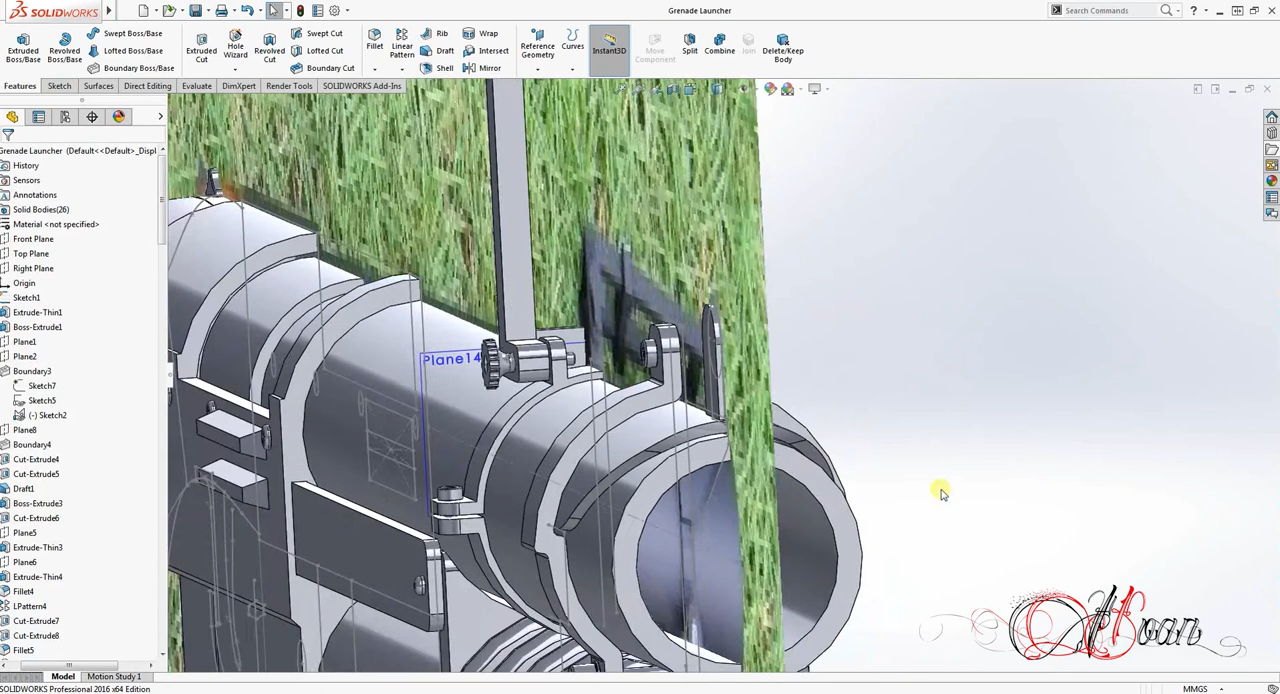 DS SOLIDWORKS
Grenade Launcher
Search Commands
Extruded Boss/Base
Revolved Boss/Base
Swept Boss/Base
Lofted Boss/Base
Boundary Boss/Base
Extruded Cut
Hole Wizard
Revolved Cut
Swept Cut
Lofted Cut
Boundary Cut
Fillet
Linear Pattern
Rib
Draft
Shell
Wrap
Intersect
Mirror
Reference Geometry
Curves
Instant3D
Move Component
Split
Combine
Join
Delete/Keep Body
Features
Sketch
Surfaces
Direct Editing
Evaluate
DimXpert
Render Tools
SOLIDWORKS Add-Ins
Grenade Launcher (Default<<Default>_Displ
History
Sensors
Annotations
Solid Bodies(26)
Material <not specified>
Front Plane
Top Plane
Right Plane
Origin
Sketch1
Extrude-Thin1
Boss-Extrude1
Plane1
Plane2
Boundary3
Sketch7
Sketch5
(-) Sketch2
Plane8
Boundary4
Cut-Extrude4
Cut-Extrude5
Draft1
Boss-Extrude3
Cut-Extrude6
Plane5
Extrude-Thin3
Plane6
Extrude-Thin4
Fillet4
LPattern4
Cut-Extrude7
Cut-Extrude8
Fillet5
Plane14
Model
Motion Study 1
SOLIDWORKS Professional 2016 x64 Edition
MMGS